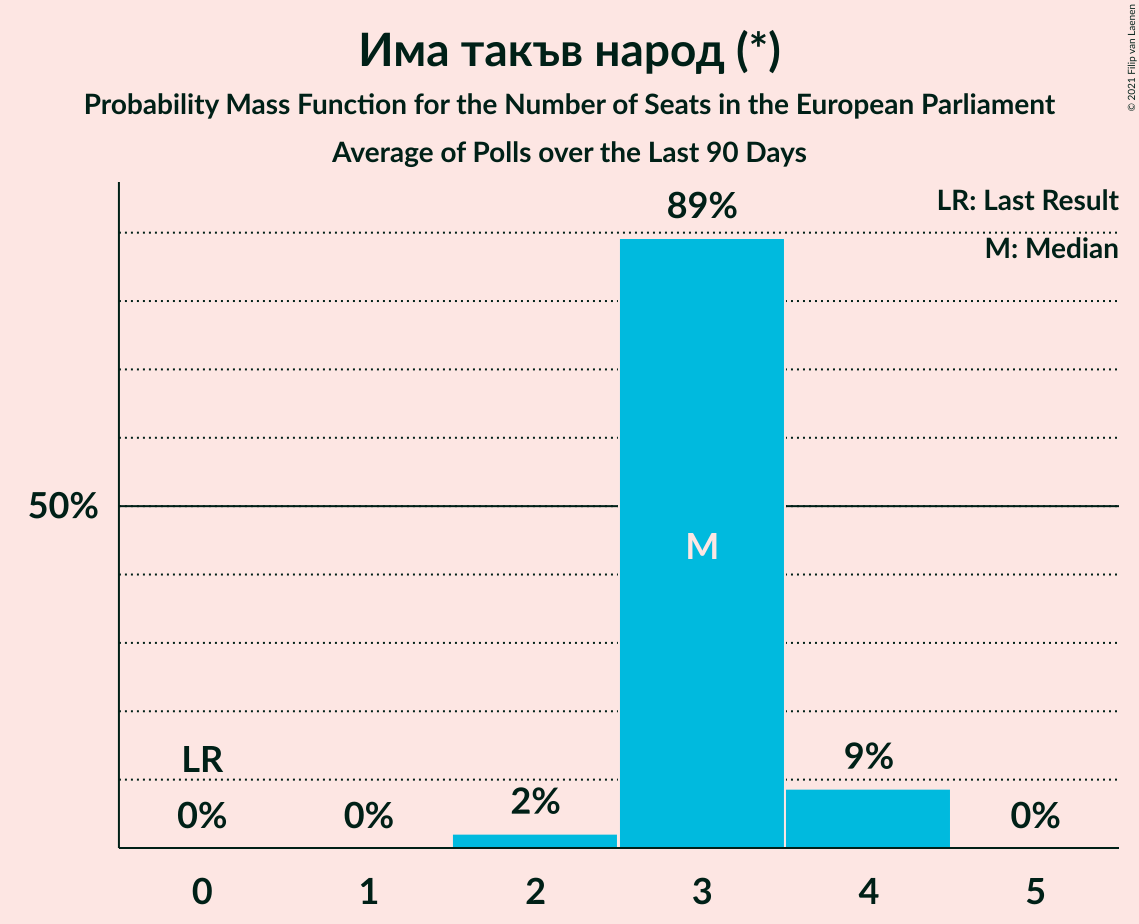 Има такъв народ (*)
Probability Mass Function for the Number of Seats in the European Parliament
Average of Polls over the Last 90 Days
© 2021 Filip van Laenen
LR: Last Result
M: Median
89%
50%
M
LR
0%
0%
2%
9%
0%
0
1
2
3
4
5